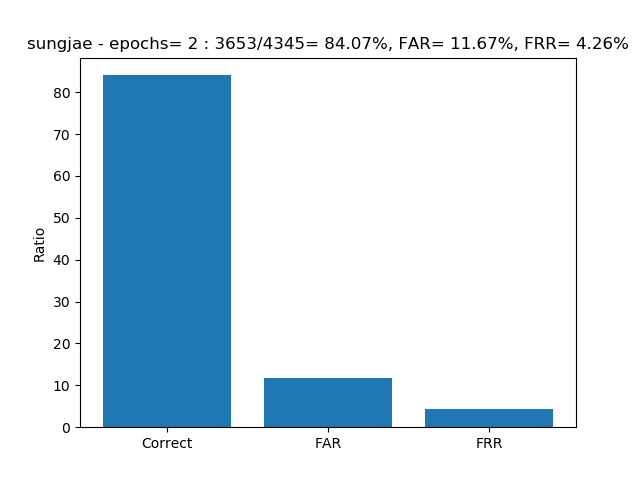 sungjae - epochs= 2 : 3653/4345= 84.07%, FAR= 11.67%, FRR= 4.26%
80
70
60
50
40
30
20
10
0
Ratio
Correct
FAR
FRR